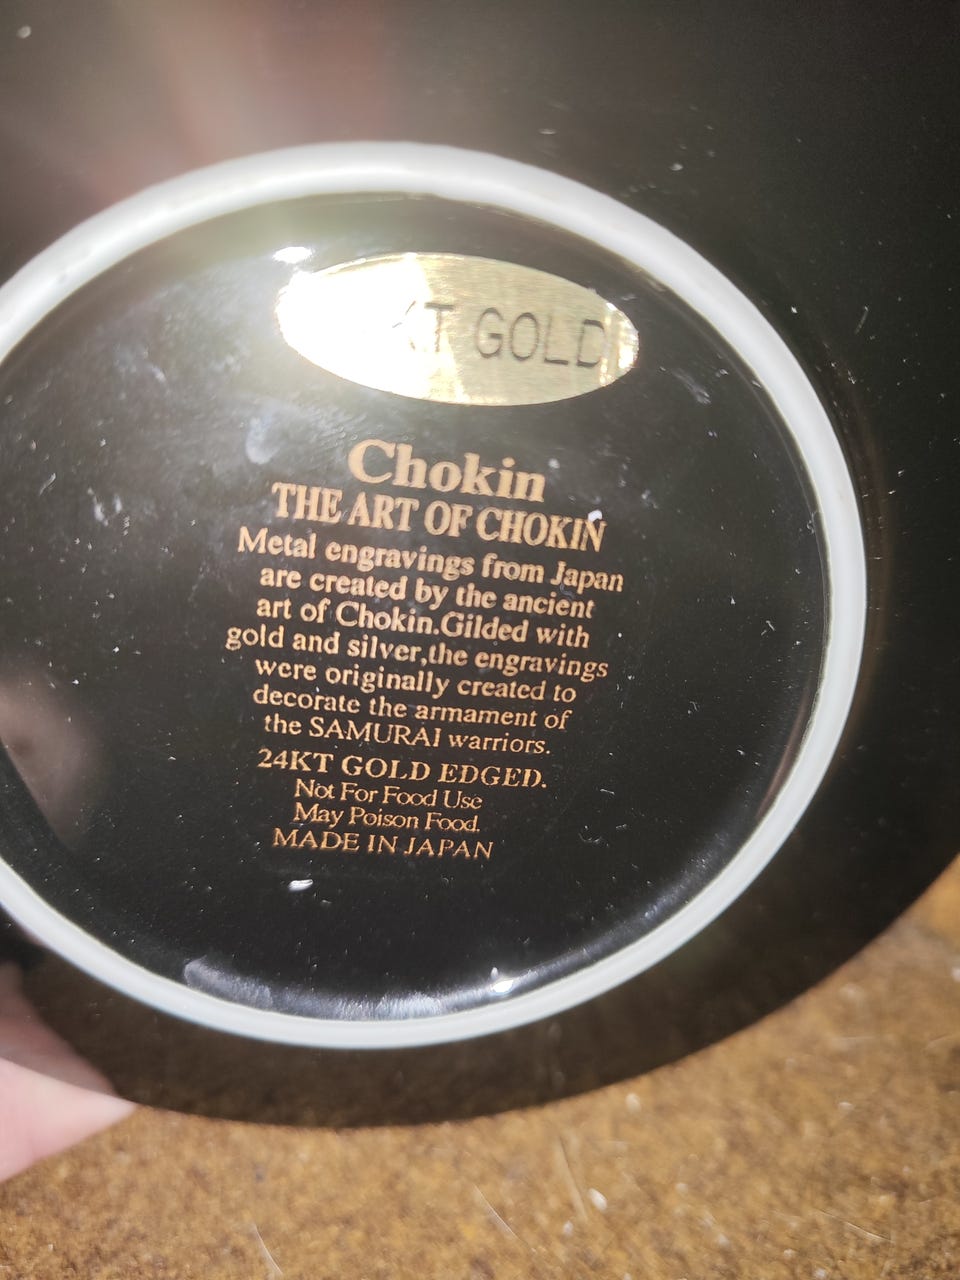 KT GOLD
Chokin
THE ART OF CHOKIN
Metal engravings from Japan
are created by the ancient
art of Chokin.Gilded with
gold and silver,the engravings
were originally created to
decorate the armament of
the SAMURAI warriors.
24KT GOLD EDGED.
Not For Food Use
May Poison Food.
MADE IN JAPAN